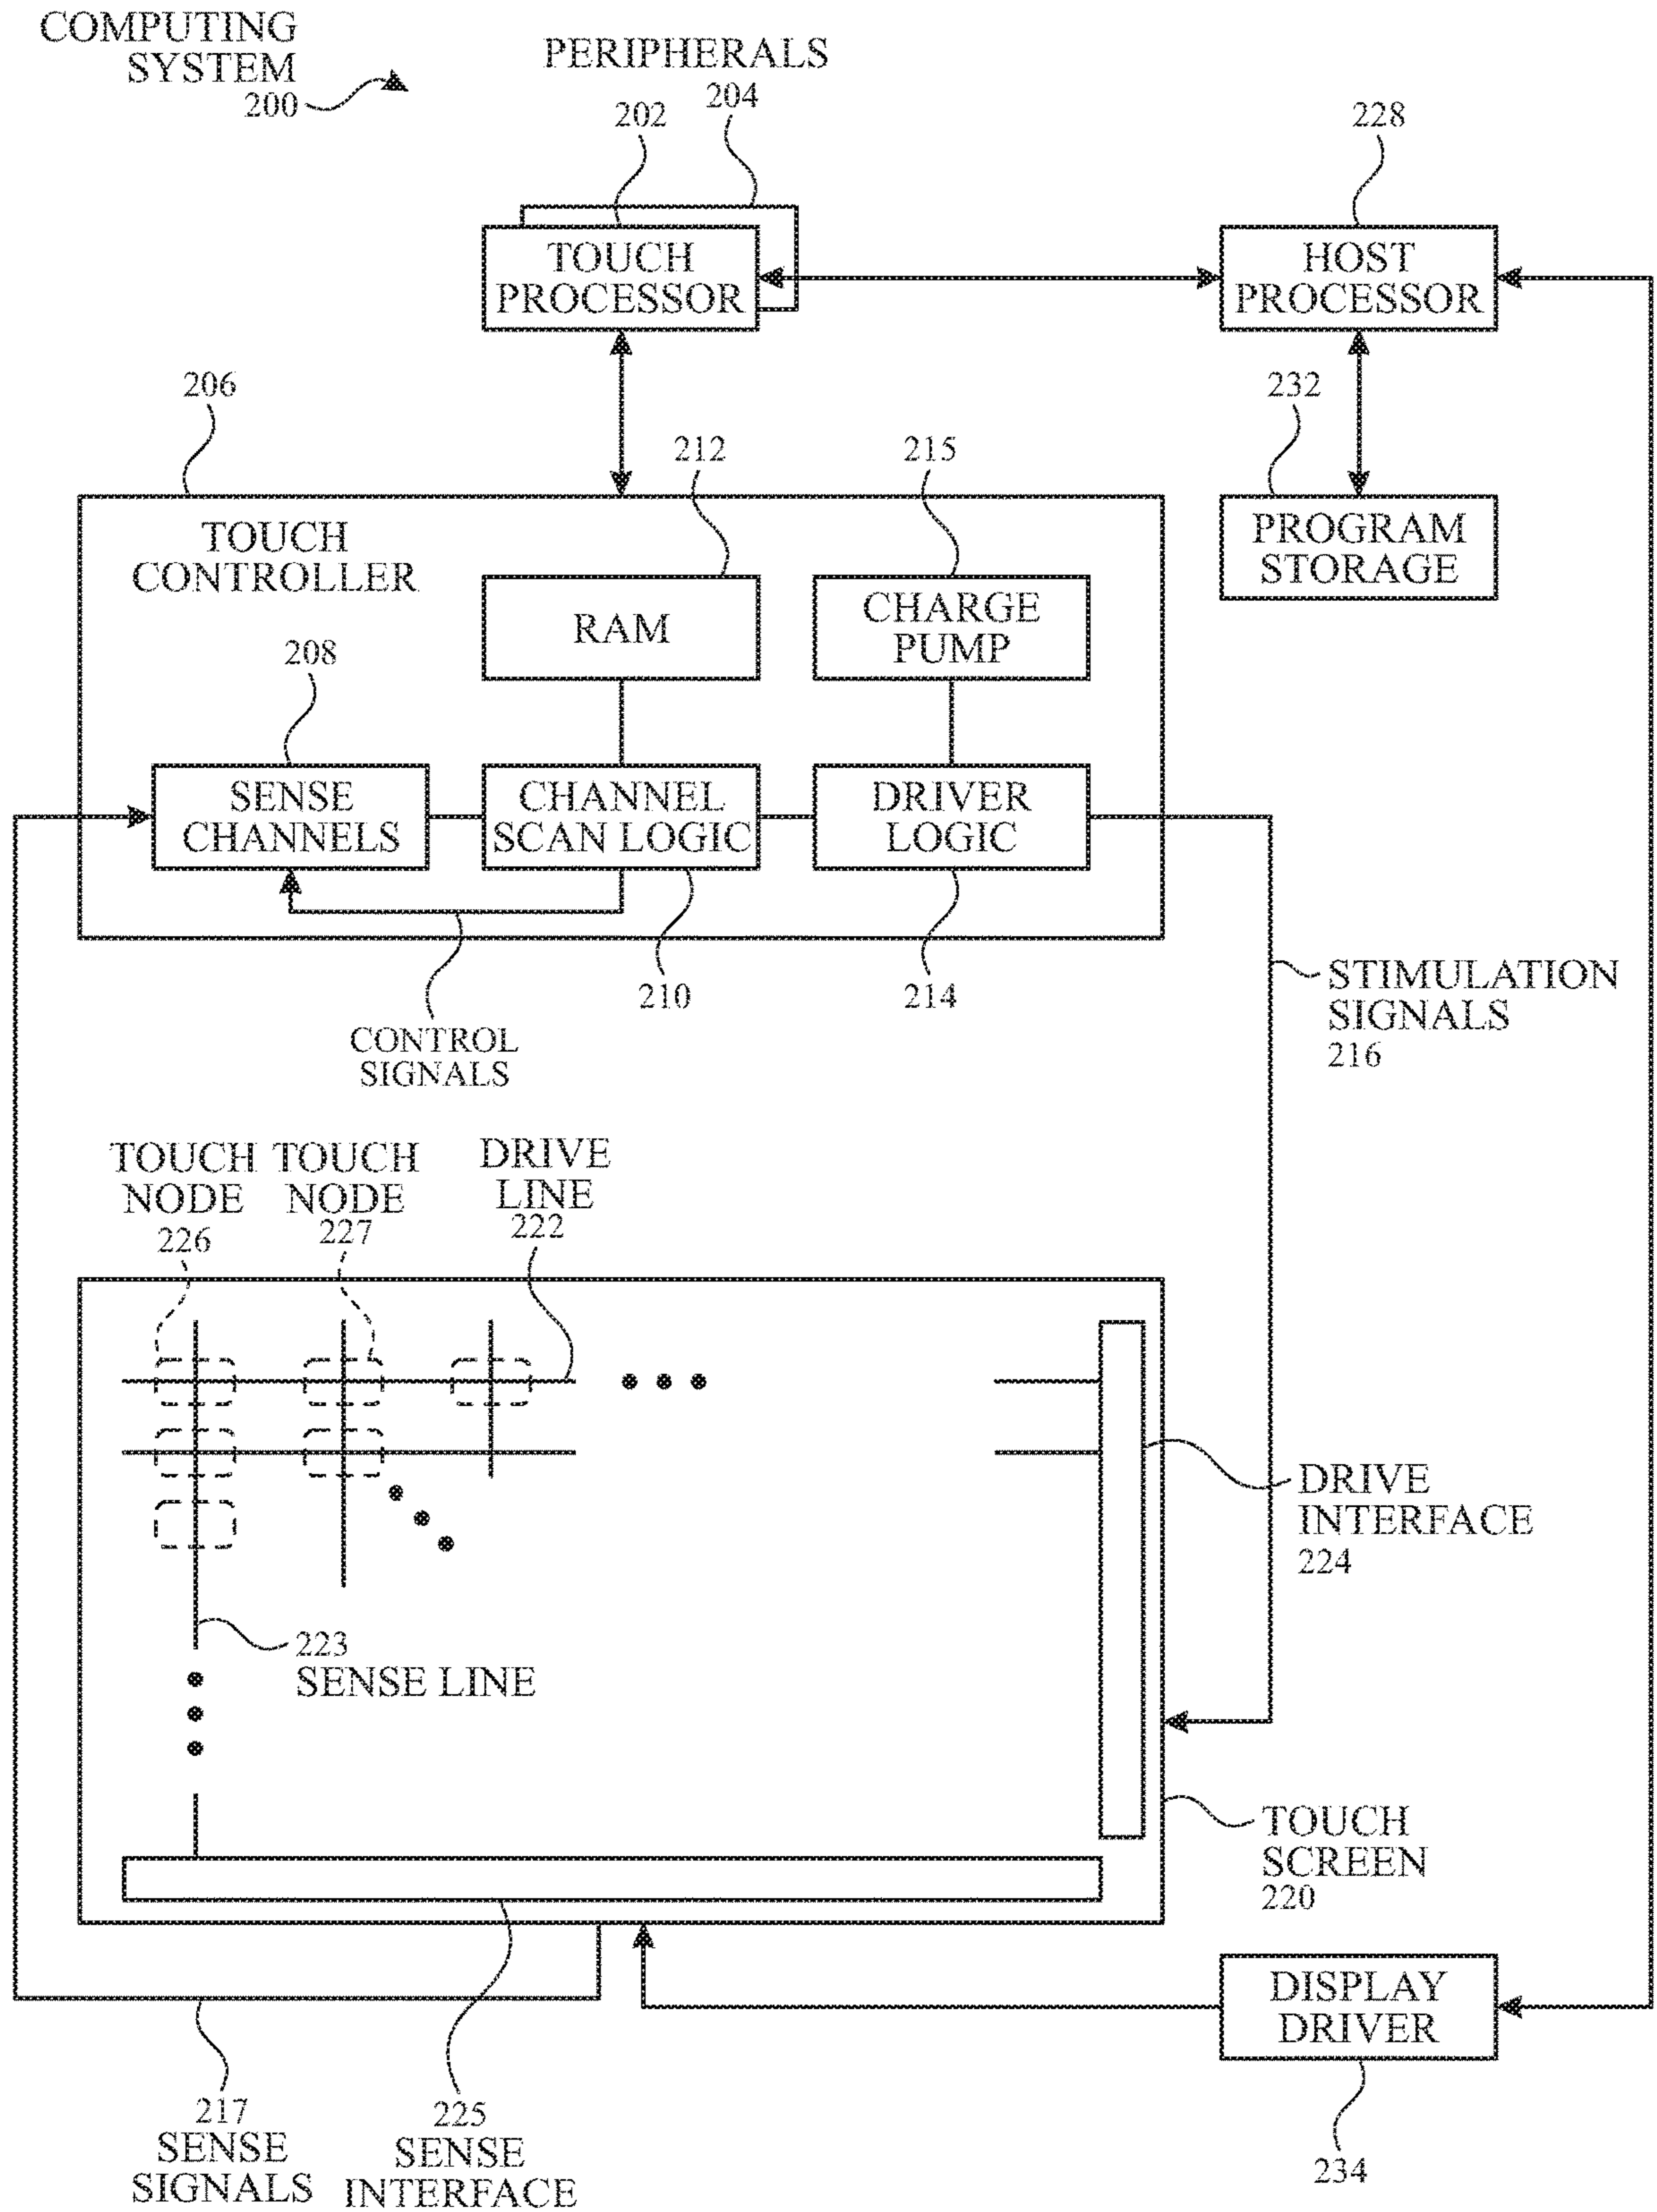 COMPUTING
SYSTEM
200
PERIPHERALS
204
202
228
TOUCH
PROCESSOR
HOST
PROCESSOR
206
212
215
232
TOUCH
CONTROLLER
RAM
CHARGE
PUMP
PROGRAM
STORAGE
208
SENSE
CHANNELS
CHANNEL
SCAN LOGIC
DRIVER
LOGIC
210
214
CONTROL
SIGNALS
STIMULATION
SIGNALS
216
TOUCH
NODE
226
TOUCH
NODE
227
DRIVE
LINE
222
DRIVE
INTERFACE
224
223
SENSE LINE
TOUCH
SCREEN
220
DISPLAY
DRIVER
234
217
SENSE
SIGNALS
225
SENSE
INTERFACE